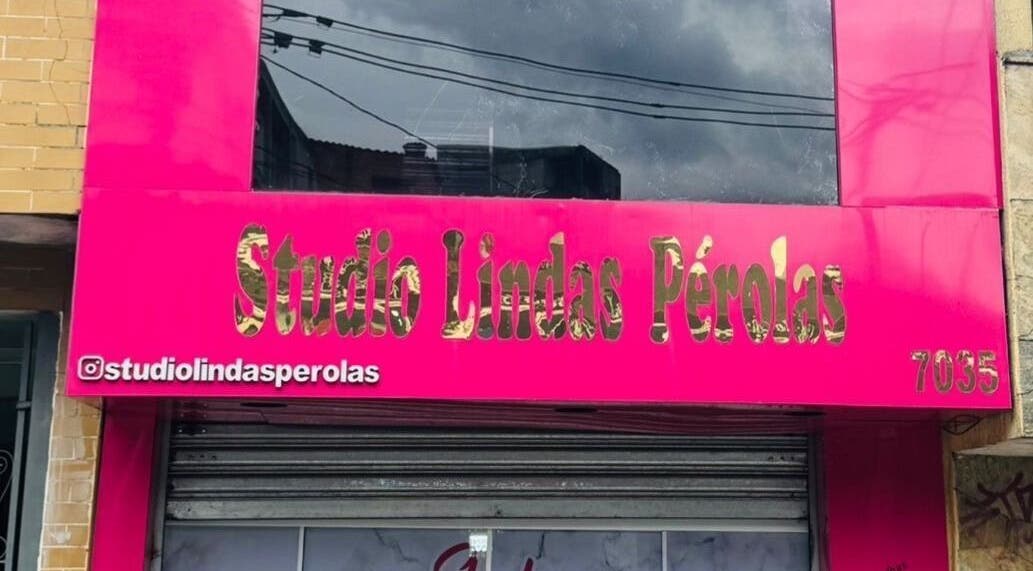 Studio Lindas Pérolas
studiolindasperolas
7035